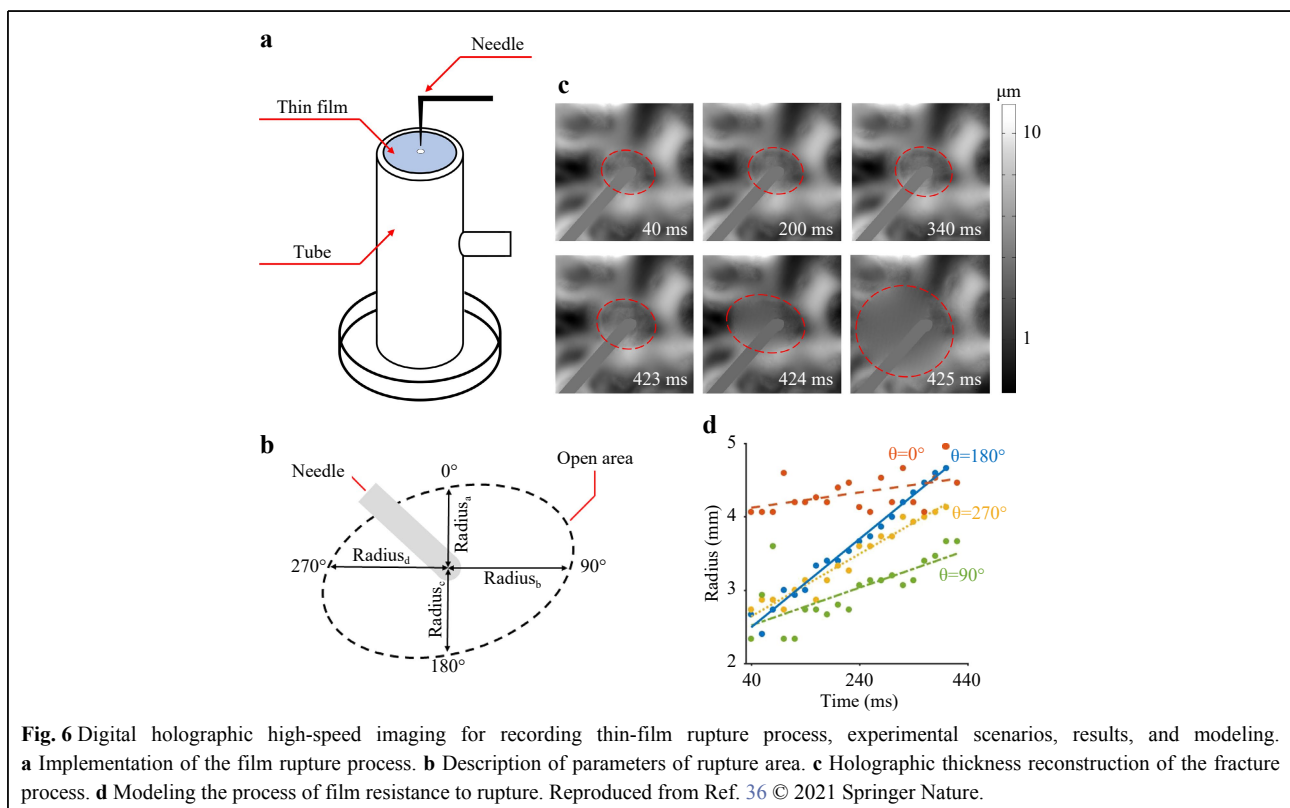 a
Needle
Thin film
Tube
c
μm
10
1
40 ms
200 ms
340 ms
423 ms
424 ms
425 ms
b
Needle
0°
Open area
Radiusa
270°
Radiusd
Radiusb
90°
Radiusc
180°
d
5
θ=0°
θ=180°
4
θ=270°
Radius (mm)
3
θ=90°
2
40
240
440
Time (ms)
Fig. 6 Digital holographic high-speed imaging for recording thin-film rupture process, experimental scenarios, results, and modeling.
a Implementation of the film rupture process. b Description of parameters of rupture area. c Holographic thickness reconstruction of the fracture
process. d Modeling the process of film resistance to rupture. Reproduced from Ref. 36 © 2021 Springer Nature.